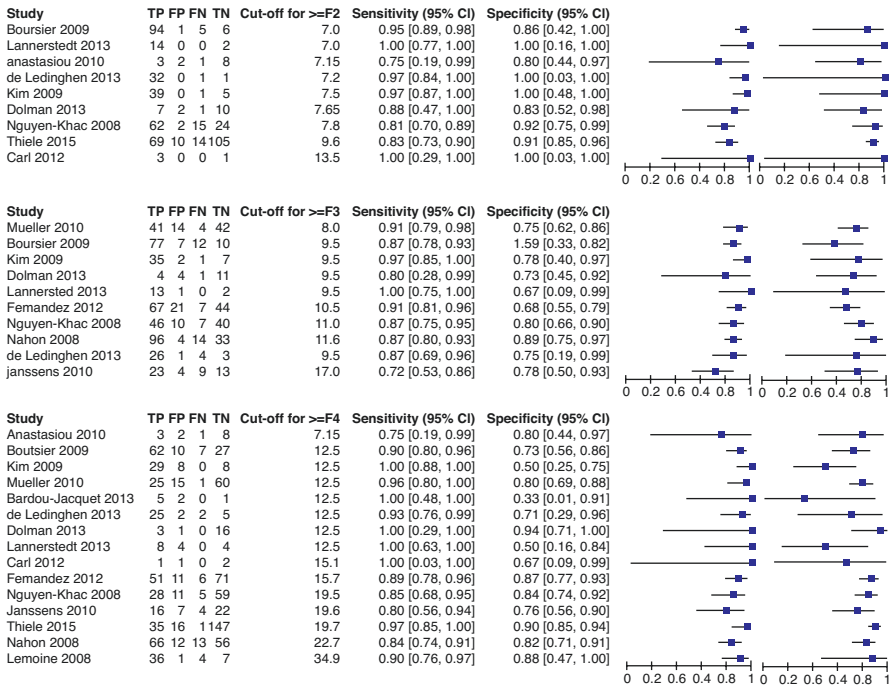 Study TP FP FN TN Cut-off for >=F2 Sensitivity (95% CI) Specificity (95% CI)
Boursier 2009 94 1 5 6 7.0 0.95 [0.89, 0.98) 0.86 [0.42, 1.00]
Lannerstedt 2013 14 0 0 2 7.0 1.00 [0.77, 1.00] 1.00 [0.16, 1.00]
anastasiou 2010 3 2 1 8 7.15 0.75 [0.19, 0.99] 0.80 [0.44, 0.97]
de Ledinghen 2013 32 0 1 1 7.2 0.97 [0.84, 1.00] 1.00 [0.03, 1.00]
Kim 2009 39 0 1 5 7.5 0.97 [0.87, 1.00] 1.00 [0.48, 1.00]
Dolman 2013 7 2 1 10 7.65 0.88 [0.47, 1.00] 0.83 [0.52, 0.98]
Nguyen-Khac 2008 62 2 15 24 7.8 0.81 [0.70, 0.89] 0.92 [0.75, 0.99]
Thiele 2015 69 10 14 105 9.6 0.83 [0.73, 0.90] 0.91 [0.85, 0.96]
Carl 2012 3 0 0 1 13.5 1.00 [0.29, 1.00] 1.00 [0.03, 1.00]
0 0.2 0.6 0.4 0.8 1 0 0.2 0.6 0.4 0.8 1
Study TP FP FN TN Cut-off for >=F3 Sensitivity (95% CI) Specificity (95% CI)
Mueller 2010 41 14 4 42 8.0 0.91 [0.79, 0.98] 0.75 [0.62, 0.86]
Boursier 2009 77 7 12 10 9.5 0.87 [0.78, 0.93] 1.59 [0.33, 0.82]
Kim 2009 35 2 1 7 9.5 0.97 [0.85, 1.00] 0.78 [0.40, 0.97]
Dolman 2013 4 4 1 11 9.5 0.80 [0.28, 0.99] 0.73 [0.45, 0.92]
Lannersted 2013 13 1 0 2 9.5 1.00 [0.75, 1.00] 0.67 [0.09, 0.99]
Femandez 2012 67 21 7 44 10.5 0.91 [0.81, 0.96] 0.68 [0.55, 0.79]
Nguyen-Khac 2008 46 10 7 40 11.0 0.87 [0.75, 0.95] 0.80 [0.66, 0.90]
Nahon 2008 96 4 14 33 11.6 0.87 [0.80, 0.93] 0.89 [0.75, 0.97]
de Ledinghen 2013 26 1 4 3 9.5 0.87 [0.69, 0.96] 0.75 [0.19, 0.99]
janssens 2010 23 4 9 13 17.0 0.72 [0.53, 0.86] 0.78 [0.50, 0.93]
0 0.2 0.6 0.4 0.8 1 0 0.2 0.6 0.4 0.8 1
Study TP FP FN TN Cut-off for >=F4 Sensitivity (95% CI) Specificity (95% CI)
Anastasiou 2010 3 2 1 8 7.15 0.75 [0.19, 0.99] 0.80 [0.44, 0.97]
Boutsier 2009 62 10 7 27 12.5 0.90 [0.80, 0.96] 0.73 [0.56, 0.86]
Kim 2009 29 8 0 8 12.5 1.00 [0.88, 1.00] 0.50 [0.25, 0.75]
Mueller 2010 25 15 1 60 12.5 0.96 [0.80, 1.00] 0.80 [0.69, 0.88]
Bardou-Jacquet 2013 5 2 0 1 12.5 1.00 [0.48, 1.00] 0.33 [0.01, 0.91]
de Ledinghen 2013 25 2 2 5 12.5 0.93 [0.76, 0.99] 0.71 [0.29, 0.96]
Dolman 2013 3 1 0 16 12.5 1.00 [0.29, 1.00] 0.94 [0.71, 1.00]
Lannerstedt 2013 8 4 0 4 12.5 1.00 [0.63, 1.00] 0.50 [0.16, 0.84]
Carl 2012 1 1 0 2 15.1 1.00 [0.03, 1.00] 0.67 [0.09, 0.99]
Femandez 2012 51 11 6 71 15.7 0.89 [0.78, 0.96] 0.87 [0.77, 0.93]
Nguyen-Khac 2008 28 11 5 59 19.5 0.85 [0.68, 0.95] 0.84 [0.74, 0.92]
Janssens 2010 16 7 4 22 19.6 0.80 [0.56, 0.94] 0.76 [0.56, 0.90]
Thiele 2015 35 16 1 147 19.7 0.97 [0.85, 1.00] 0.90 [0.85, 0.94]
Nahon 2008 66 12 13 56 22.7 0.84 [0.74, 0.91] 0.82 [0.71, 0.91]
Lemoine 2008 36 1 4 7 34.9 0.90 [0.76, 0.97] 0.88 [0.47, 1.00]
0 0.2 0.6 0.4 0.8 1 0 0.2 0.6 0.4 0.8 1